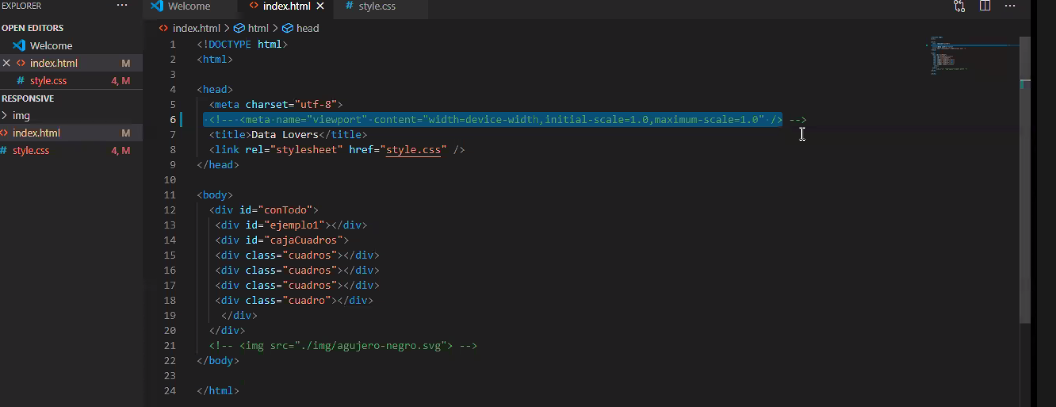 EXPLORER ...
Welcome
index.html
# style.css
OPEN EDITORS
Welcome
index.html M
# style.css 4, M
RESPONSIVE
img
index.html M
# style.css 4, M
index.html > html > head
1 <!DOCTYPE html>
2 <html>
3
4 <head>
5 <meta charset="utf-8">
6 <!-- <meta name="viewport" content="width=device-width,initial-scale=1.0,maximum-scale=1.0" /> -->
7 <title>Data Lovers</title>
8 <link rel="stylesheet" href="style.css" />
9 </head>
10
11 <body>
12 <div id="conTodo">
13 <div id="ejemplo1"></div>
14 <div id="cajaCuadros">
15 <div class="cuadros"></div>
16 <div class="cuadros"></div>
17 <div class="cuadros"></div>
18 <div class="cuadro"></div>
19 </div>
20 </div>
21 <!-- <img src="./img/agujero-negro.svg"> -->
22 </body>
23
24 </html>